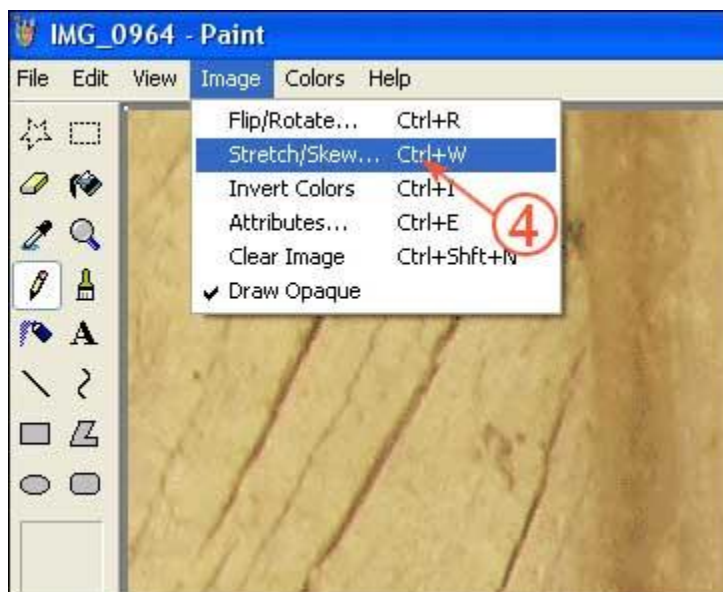 IMG_0964 - Paint
File Edit View Image Colors Help
Flip/Rotate... Ctrl+R
Stretch/Skew... Ctrl+W
Invert Colors Ctrl+I
Attributes... Ctrl+E
Clear Image Ctrl+Shft+N
Draw Opaque
4
A